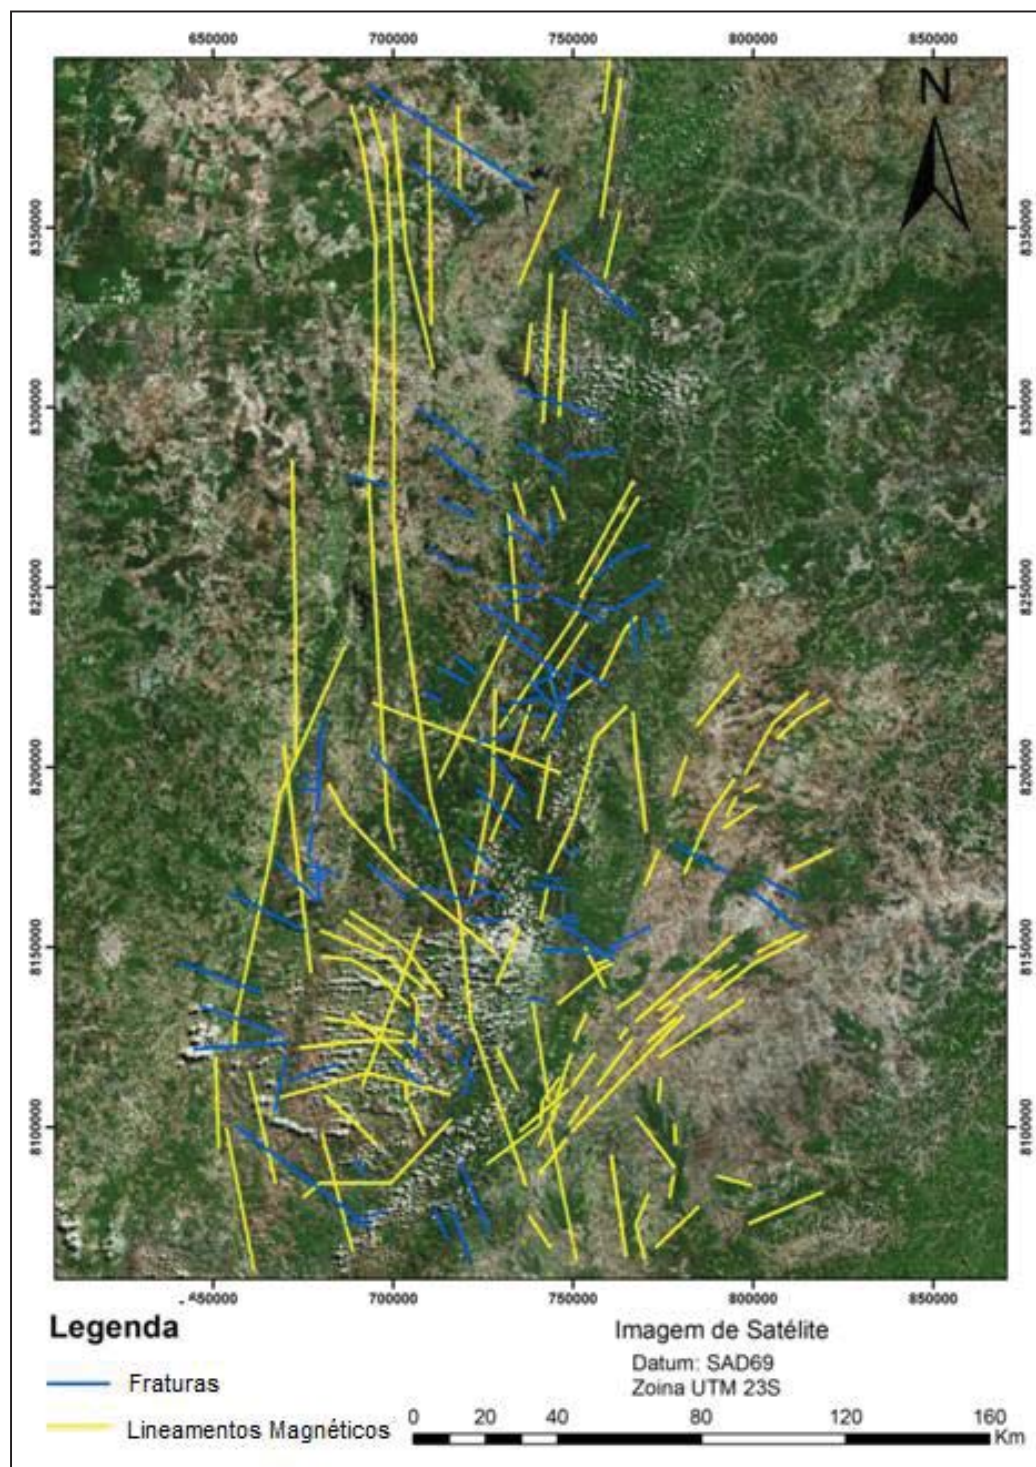 650000 700000 750000 800000 850000
N
8350000 8350000
8300000 8300000
8250000 8250000
8200000 8200000
8150000 8150000
8100000 8100000
700000 750000 800000 850000
Legenda
Fraturas
Lineamentos Magnéticos
Imagem de Satélite
Datum: SAD69
Zoina UTM 23S
0 20 40 80 120 160
Km